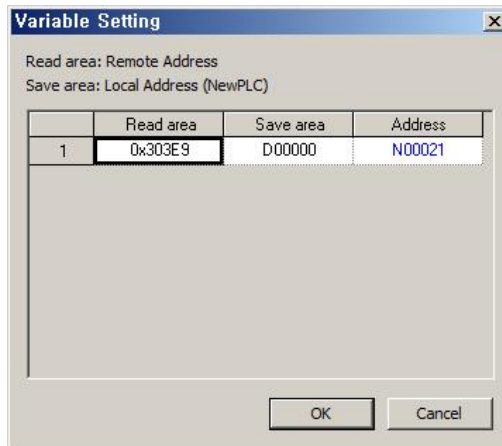 Variable Setting
Read area: Remote Address
Save area: Local Address (NewPLC)
Read area Save area Address
1 0x303E9 D00000 N00021
OK Cancel